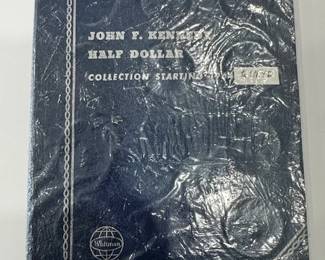 JOHN F. KENNEDY
HALF DOLLAR
COLLECTION STARTING
Whitman